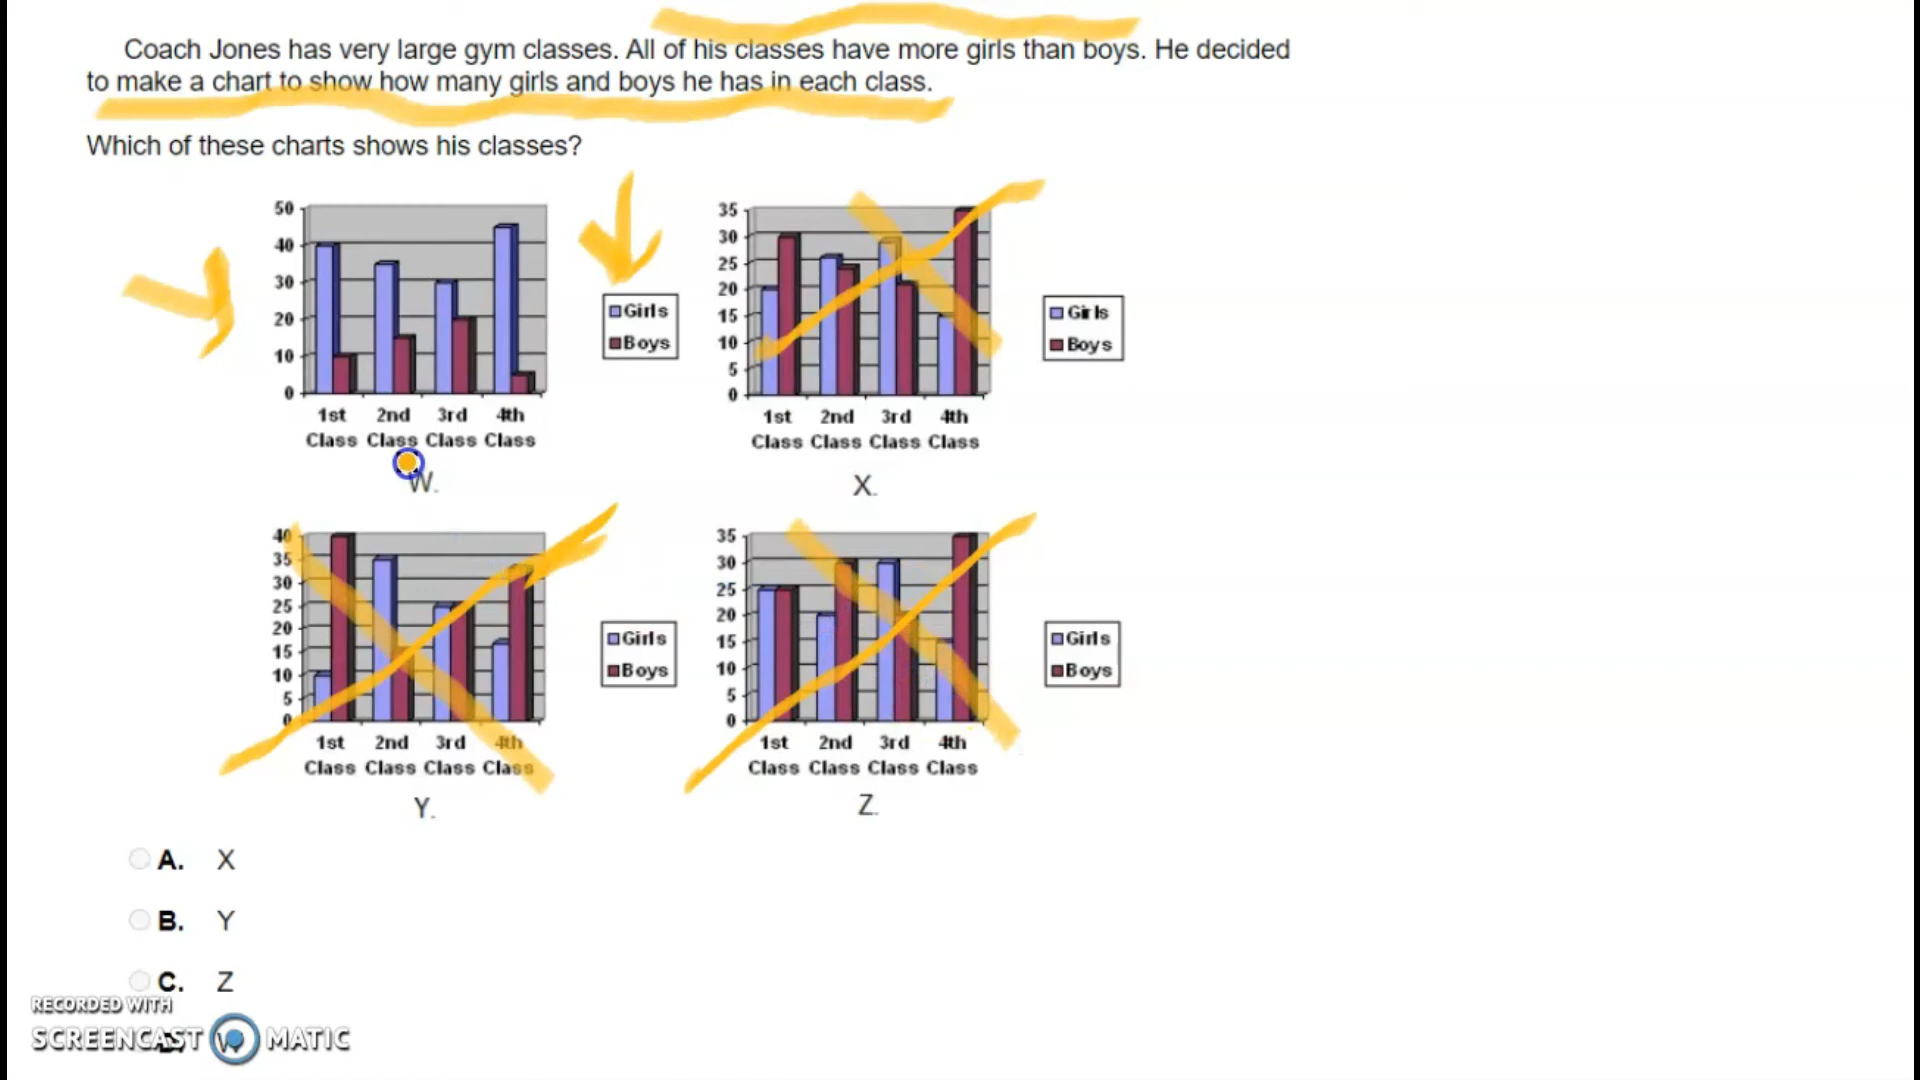 Coach Jones has very large gym classes. All of his classes have more girls than boys. He decided
to make a chart to show how many girls and boys he has in each class.
Which of these charts shows his classes?
50
40
30
20
10
0
1st Class
2nd Class
3rd Class
4th Class
Girls
Boys
W.
35
30
25
20
15
10
5
0
1st Class
2nd Class
3rd Class
4th Class
Girls
Boys
X.
40
35
30
25
20
15
10
5
0
1st Class
2nd Class
3rd Class
4th Class
Girls
Boys
Y.
35
30
25
20
15
10
5
0
1st Class
2nd Class
3rd Class
4th Class
Girls
Boys
Z.
A. X
B. Y
C. Z
RECORDED WITH
SCREENCAST MATIC